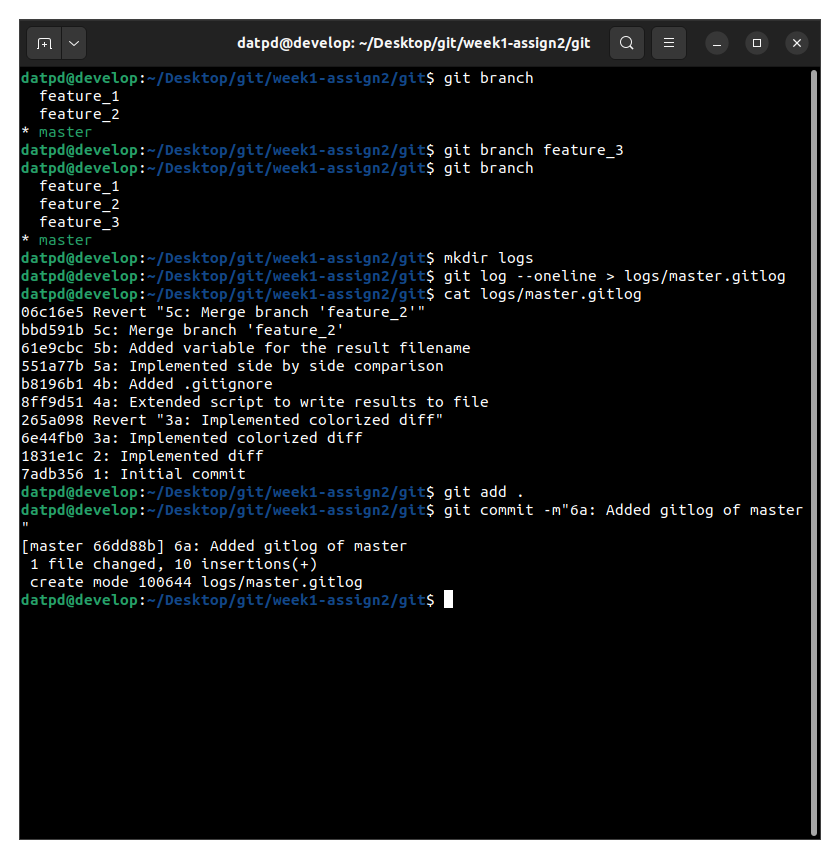 datpd@develop: ~/Desktop/git/week1-assign2/git
datpd@develop:~/Desktop/git/week1-assign2/git$ git branch
  feature_1
  feature_2
* master
datpd@develop:~/Desktop/git/week1-assign2/git$ git branch feature_3
datpd@develop:~/Desktop/git/week1-assign2/git$ git branch
  feature_1
  feature_2
  feature_3
* master
datpd@develop:~/Desktop/git/week1-assign2/git$ mkdir logs
datpd@develop:~/Desktop/git/week1-assign2/git$ git log --oneline > logs/master.gitlog
datpd@develop:~/Desktop/git/week1-assign2/git$ cat logs/master.gitlog
06c16e5 Revert "5c: Merge branch 'feature_2'"
bbd591b 5c: Merge branch 'feature_2'
61e9cbc 5b: Added variable for the result filename
551a77b 5a: Implemented side by side comparison
b8196b1 4b: Added .gitignore
8ff9d51 4a: Extended script to write results to file
265a098 Revert "3a: Implemented colorized diff"
6e44fb0 3a: Implemented colorized diff
1831e1c 2: Implemented diff
7adb356 1: Initial commit
datpd@develop:~/Desktop/git/week1-assign2/git$ git add .
datpd@develop:~/Desktop/git/week1-assign2/git$ git commit -m"6a: Added gitlog of master
"
[master 66dd88b] 6a: Added gitlog of master
 1 file changed, 10 insertions(+)
 create mode 100644 logs/master.gitlog
datpd@develop:~/Desktop/git/week1-assign2/git$